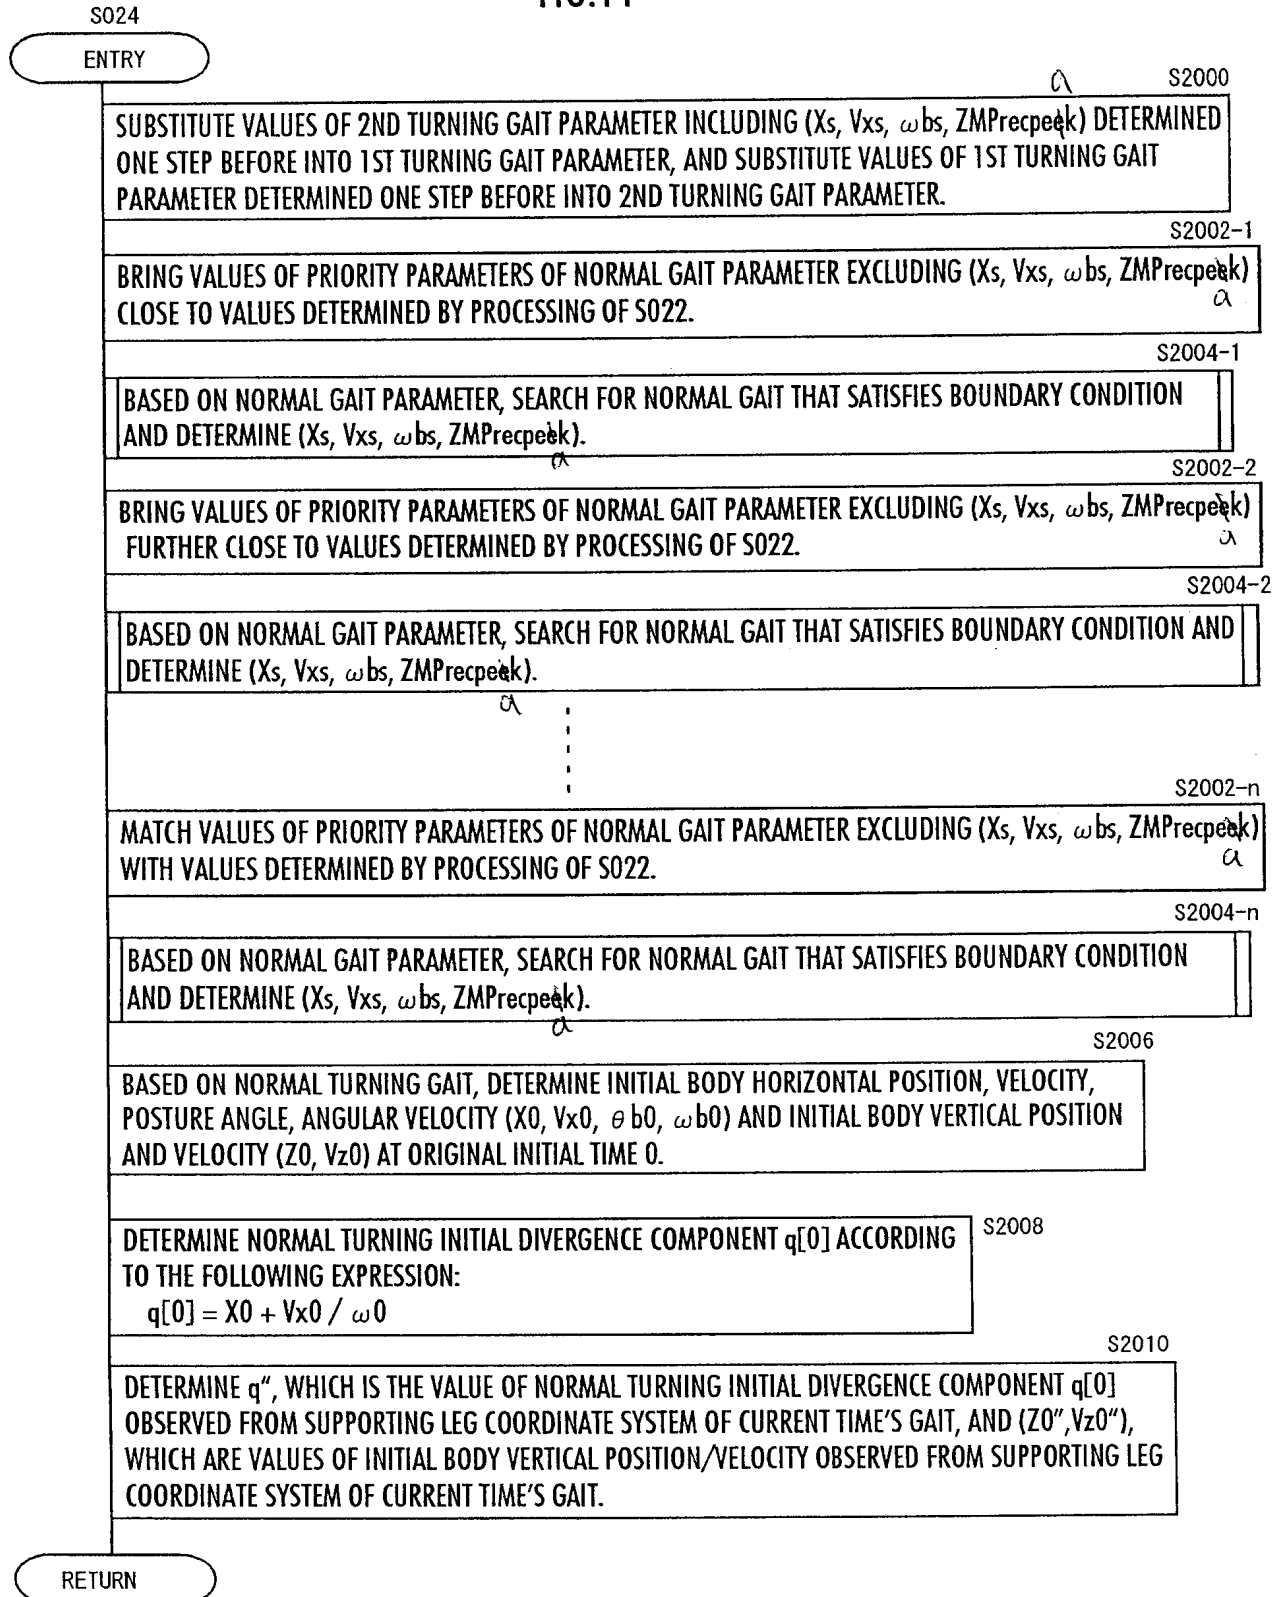 S024
ENTRY
a
S2000
SUBSTITUTE VALUES OF 2ND TURNING GAIT PARAMETER INCLUDING (Xs, Vxs, ωbs, ZMPrecpeek) DETERMINED
ONE STEP BEFORE INTO 1ST TURNING GAIT PARAMETER, AND SUBSTITUTE VALUES OF 1ST TURNING GAIT
PARAMETER DETERMINED ONE STEP BEFORE INTO 2ND TURNING GAIT PARAMETER.
S2002-1
BRING VALUES OF PRIORITY PARAMETERS OF NORMAL GAIT PARAMETER EXCLUDING (Xs, Vxs, ωbs, ZMPrecpeek)
a
CLOSE TO VALUES DETERMINED BY PROCESSING OF S022.
S2004-1
BASED ON NORMAL GAIT PARAMETER, SEARCH FOR NORMAL GAIT THAT SATISFIES BOUNDARY CONDITION
AND DETERMINE (Xs, Vxs, ωbs, ZMPrecpeek).
a
S2002-2
BRING VALUES OF PRIORITY PARAMETERS OF NORMAL GAIT PARAMETER EXCLUDING (Xs, Vxs, ωbs, ZMPrecpeek)
a
FURTHER CLOSE TO VALUES DETERMINED BY PROCESSING OF S022.
S2004-2
BASED ON NORMAL GAIT PARAMETER, SEARCH FOR NORMAL GAIT THAT SATISFIES BOUNDARY CONDITION AND
DETERMINE (Xs, Vxs, ωbs, ZMPrecpeek).
a
S2002-n
MATCH VALUES OF PRIORITY PARAMETERS OF NORMAL GAIT PARAMETER EXCLUDING (Xs, Vxs, ωbs, ZMPrecpeek)
a
WITH VALUES DETERMINED BY PROCESSING OF S022.
S2004-n
BASED ON NORMAL GAIT PARAMETER, SEARCH FOR NORMAL GAIT THAT SATISFIES BOUNDARY CONDITION
AND DETERMINE (Xs, Vxs, ωbs, ZMPrecpeek).
a
S2006
BASED ON NORMAL TURNING GAIT, DETERMINE INITIAL BODY HORIZONTAL POSITION, VELOCITY,
POSTURE ANGLE, ANGULAR VELOCITY (X0, Vx0, θb0, ωb0) AND INITIAL BODY VERTICAL POSITION
AND VELOCITY (Z0, Vz0) AT ORIGINAL INITIAL TIME 0.
S2008
DETERMINE NORMAL TURNING INITIAL DIVERGENCE COMPONENT q[0] ACCORDING
TO THE FOLLOWING EXPRESSION:
q[0] = X0 + Vx0 / ω0
S2010
DETERMINE q", WHICH IS THE VALUE OF NORMAL TURNING INITIAL DIVERGENCE COMPONENT q[0]
OBSERVED FROM SUPPORTING LEG COORDINATE SYSTEM OF CURRENT TIME'S GAIT, AND (Z0",Vz0"),
WHICH ARE VALUES OF INITIAL BODY VERTICAL POSITION/VELOCITY OBSERVED FROM SUPPORTING LEG
COORDINATE SYSTEM OF CURRENT TIME'S GAIT.
RETURN